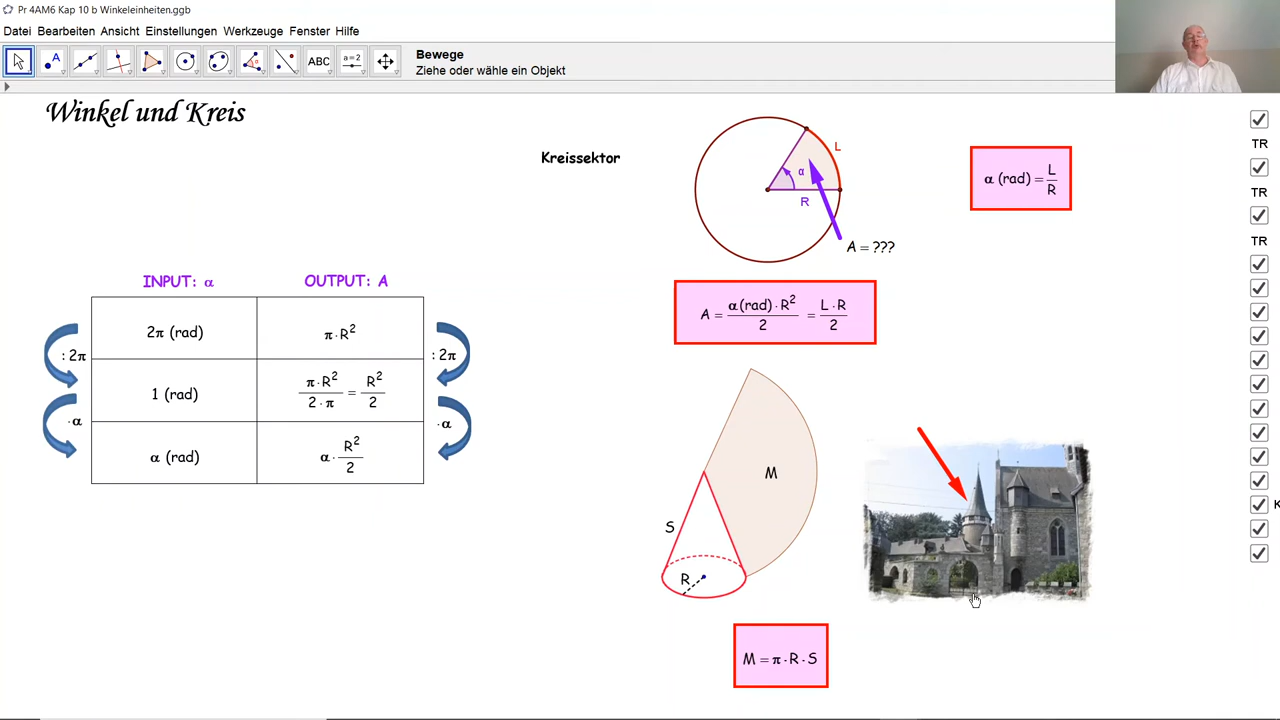 Pr 4AM6 Kap 10 b Winkeleinheiten.ggb
Datei Bearbeiten Ansicht Einstellungen Werkzeuge Fenster Hilfe
A
ABC
a=2
Bewege
Ziehe oder wähle ein Objekt
Winkel und Kreis
Kreissektor
L
α
R
A = ???
α (rad) = L/R
TR
TR
TR
K
INPUT: α OUTPUT: A
2π (rad) π·R²
: 2π : 2π
1 (rad) π·R²/2·π = R²/2
·α ·α
α (rad) α· R²/2
A = α(rad)·R²/2 = L·R/2
M
S
R
M = π·R·S